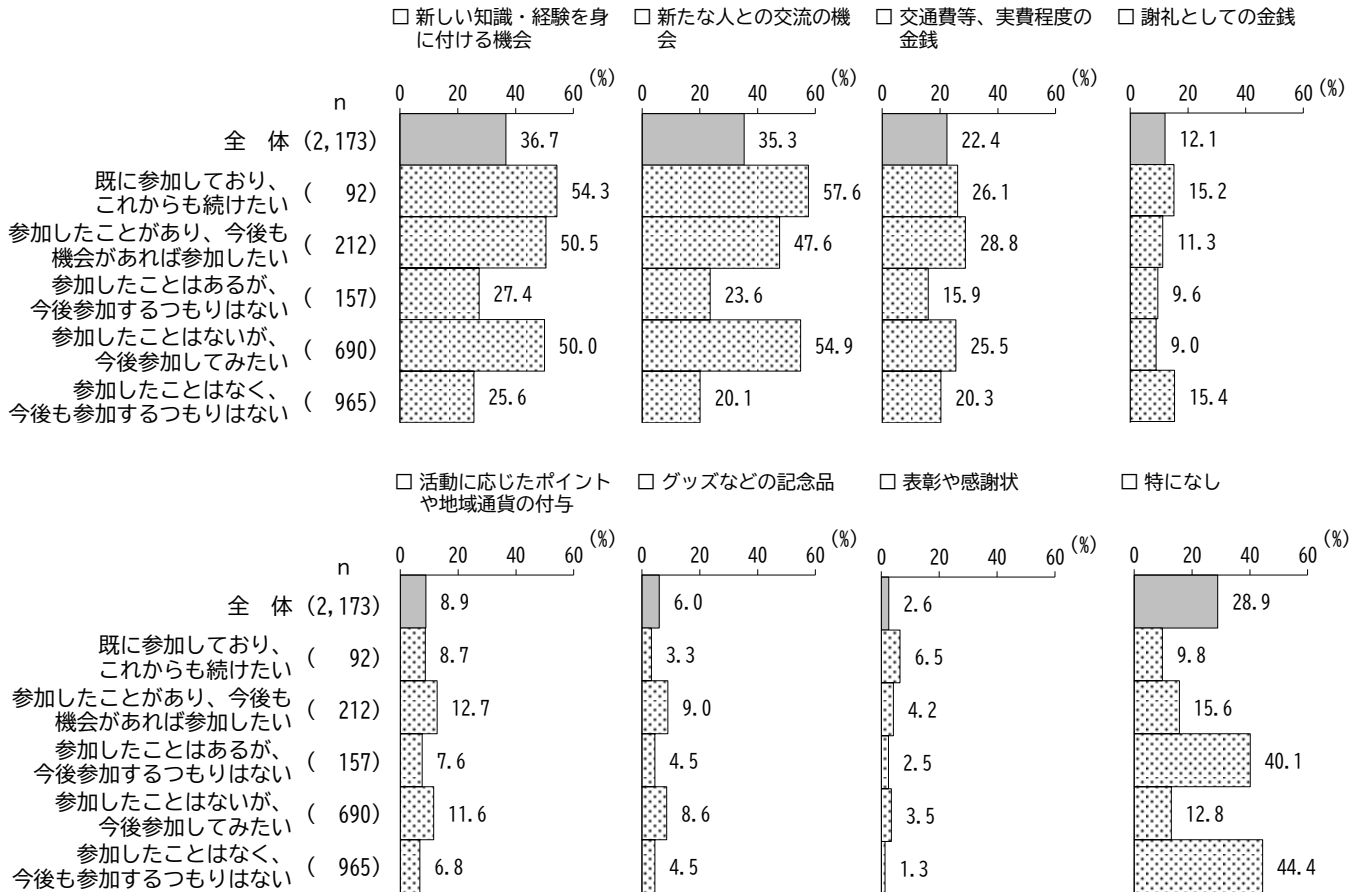 □ 新しい知識・経験を身に付ける機会
□ 新たな人との交流の機会
□ 交通費等、実費程度の金銭
□ 謝礼としての金銭
n 0 20 40 60 (%) 0 20 40 60 (%) 0 20 40 60 (%) 0 20 40 60 (%)
全 体 (2,173) 36.7 35.3 22.4 12.1
既に参加しており、
これからも続けたい ( 92) 54.3 57.6 26.1 15.2
参加したことがあり、今後も
機会があれば参加したい ( 212) 50.5 47.6 28.8 11.3
参加したことはあるが、
今後参加するつもりはない ( 157) 27.4 23.6 15.9 9.6
参加したことはないが、
今後参加してみたい ( 690) 50.0 54.9 25.5 9.0
参加したことはなく、
今後も参加するつもりはない ( 965) 25.6 20.1 20.3 15.4
□ 活動に応じたポイントや地域通貨の付与
□ グッズなどの記念品
□ 表彰や感謝状
□ 特になし
n 0 20 40 60 (%) 0 20 40 60 (%) 0 20 40 60 (%) 0 20 40 60 (%)
全 体 (2,173) 8.9 6.0 2.6 28.9
既に参加しており、
これからも続けたい ( 92) 8.7 3.3 6.5 9.8
参加したことがあり、今後も
機会があれば参加したい ( 212) 12.7 9.0 4.2 15.6
参加したことはあるが、
今後参加するつもりはない ( 157) 7.6 4.5 2.5 40.1
参加したことはないが、
今後参加してみたい ( 690) 11.6 8.6 3.5 12.8
参加したことはなく、
今後も参加するつもりはない ( 965) 6.8 4.5 1.3 44.4